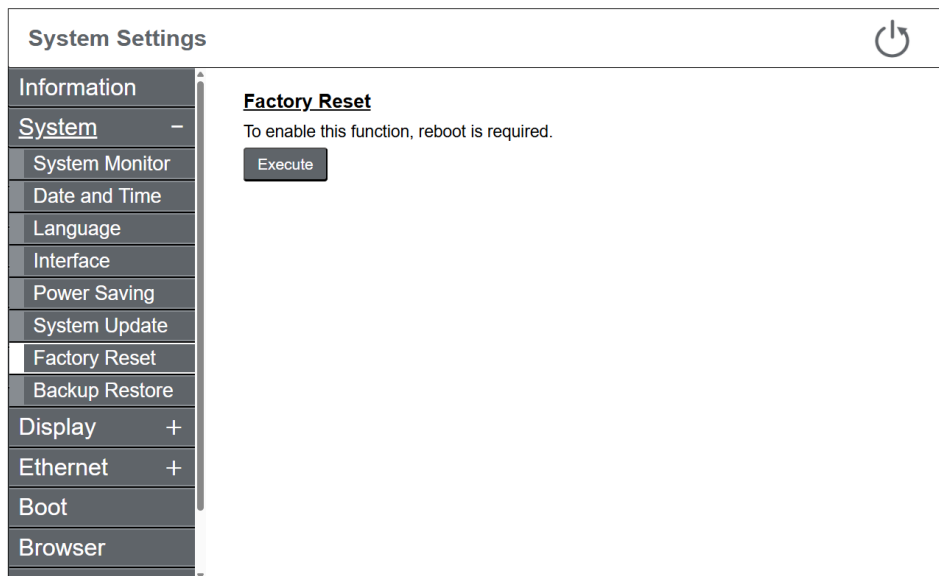 System Settings
Information
System −
System Monitor
Date and Time
Language
Interface
Power Saving
System Update
Factory Reset
Backup Restore
Display +
Ethernet +
Boot
Browser
Factory Reset
To enable this function, reboot is required.
Execute